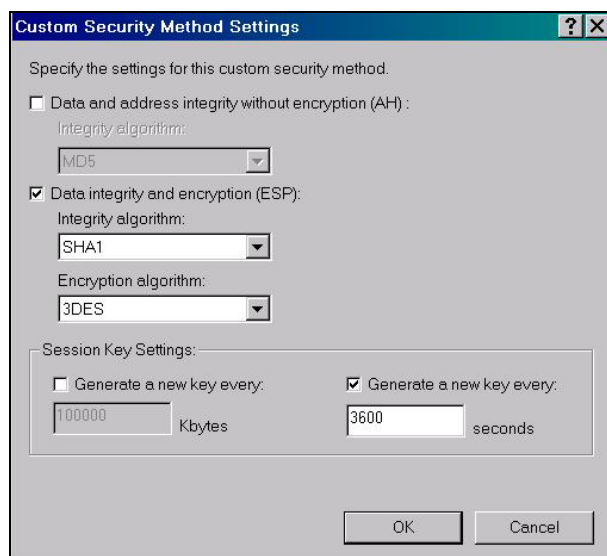 Custom Security Method Settings
Specify the settings for this custom security method.
Data and address integrity without encryption (AH) :
Integrity algorithm:
MD5
Data integrity and encryption (ESP):
Integrity algorithm:
SHA1
Encryption algorithm:
3DES
Session Key Settings:
Generate a new key every:
100000
Kbytes
Generate a new key every:
3600
seconds
OK
Cancel